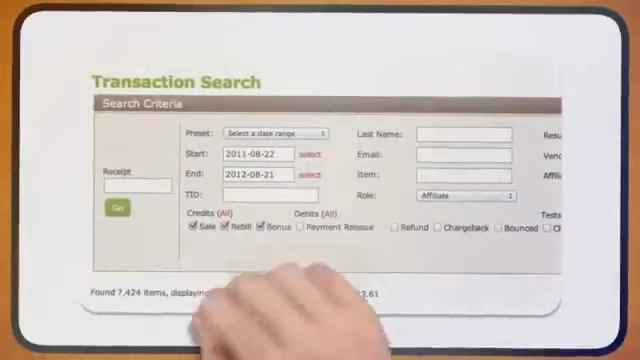 Transaction Search
Search Criteria
Preset: Select a date range Last Name:
Start: 2011-08-22 select Email:
Receipt End: 2012-08-21 select Item:
TID: Role: Affiliate
Go
Credits (All) Debits (All) Tests
Sale Rebill Bonus Payment Reissue Refund Chargeback Bounced
Found 7,424 items, displaying